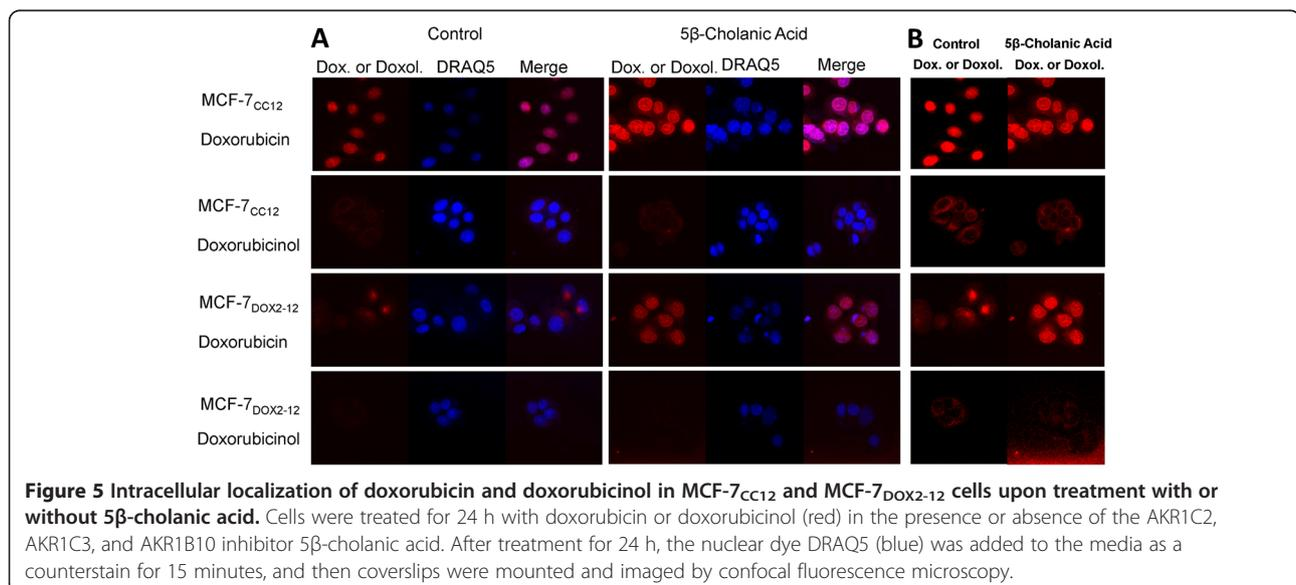 A Control 5β-Cholanic Acid B Control 5β-Cholanic Acid
Dox. or Doxol. DRAQ5 Merge Dox. or Doxol. DRAQ5 Merge Dox. or Doxol. Dox. or Doxol.
MCF-7CC12
Doxorubicin
MCF-7CC12
Doxorubicinol
MCF-7DOX2-12
Doxorubicin
MCF-7DOX2-12
Doxorubicinol
Figure 5 Intracellular localization of doxorubicin and doxorubicinol in MCF-7CC12 and MCF-7DOX2-12 cells upon treatment with or
without 5β-cholanic acid. Cells were treated for 24 h with doxorubicin or doxorubicinol (red) in the presence or absence of the AKR1C2,
AKR1C3, and AKR1B10 inhibitor 5β-cholanic acid. After treatment for 24 h, the nuclear dye DRAQ5 (blue) was added to the media as a
counterstain for 15 minutes, and then coverslips were mounted and imaged by confocal fluorescence microscopy.